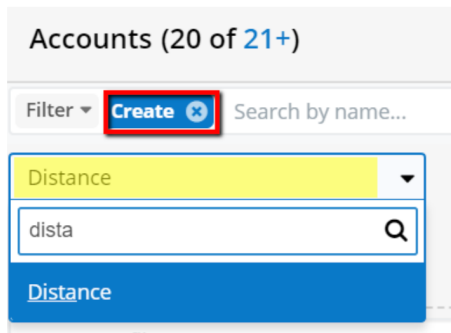 Accounts (20 of 21+)
Filter Create Search by name...
Distance
dista
Distance